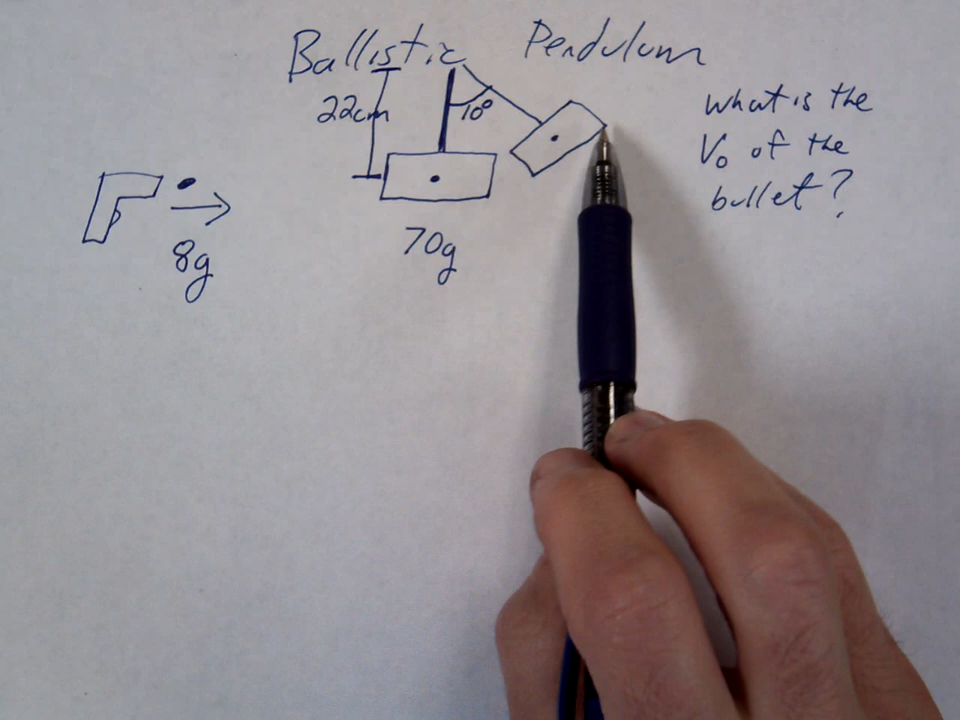 Ballistic Pendulum
22cm
10°
What is the
V₀ of the
bullet?
8g
70g